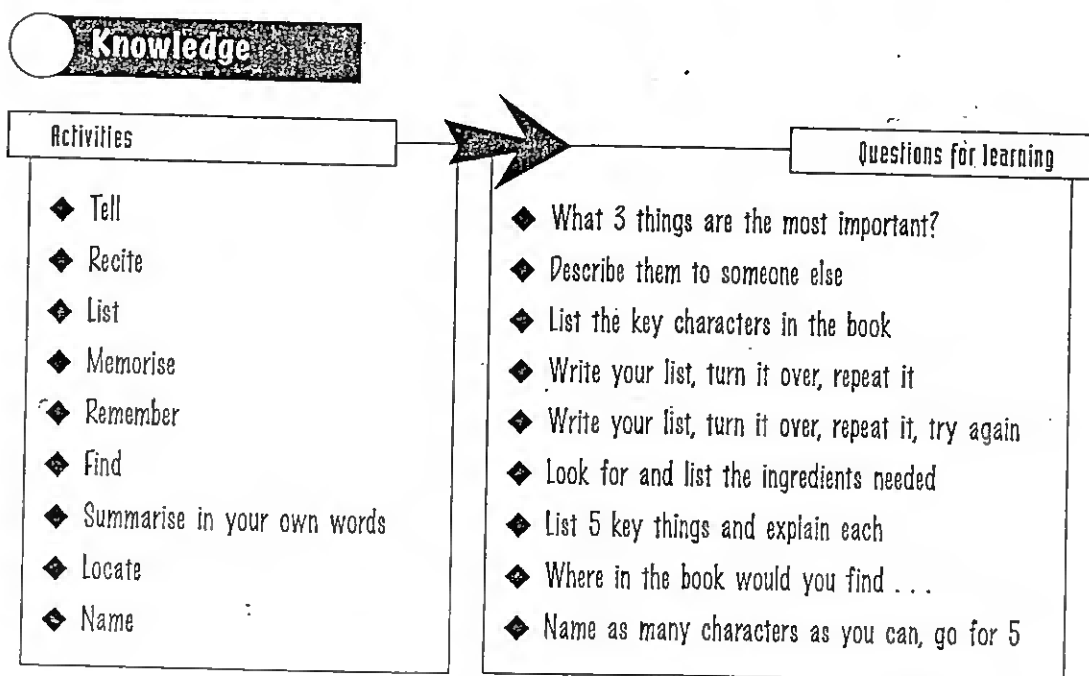 Knowledge
Activities
Tell
Recite
List
Memorise
Remember
Find
Summarise in your own words
Locate
Name
Questions for learning
What 3 things are the most important?
Describe them to someone else
List the key characters in the book
Write your list, turn it over, repeat it
Write your list, turn it over, repeat it, try again
Look for and list the ingredients needed
List 5 key things and explain each
Where in the book would you find . . .
Name as many characters as you can, go for 5